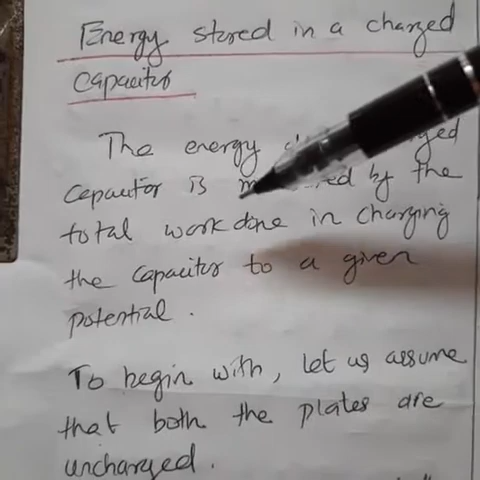 Energy stored in a charged
Capacitor
The energy
Capacitor is by the
total work done in charging
the capacitor to a given
potential.
To begin with, let us assume
that both the plates are
uncharged.